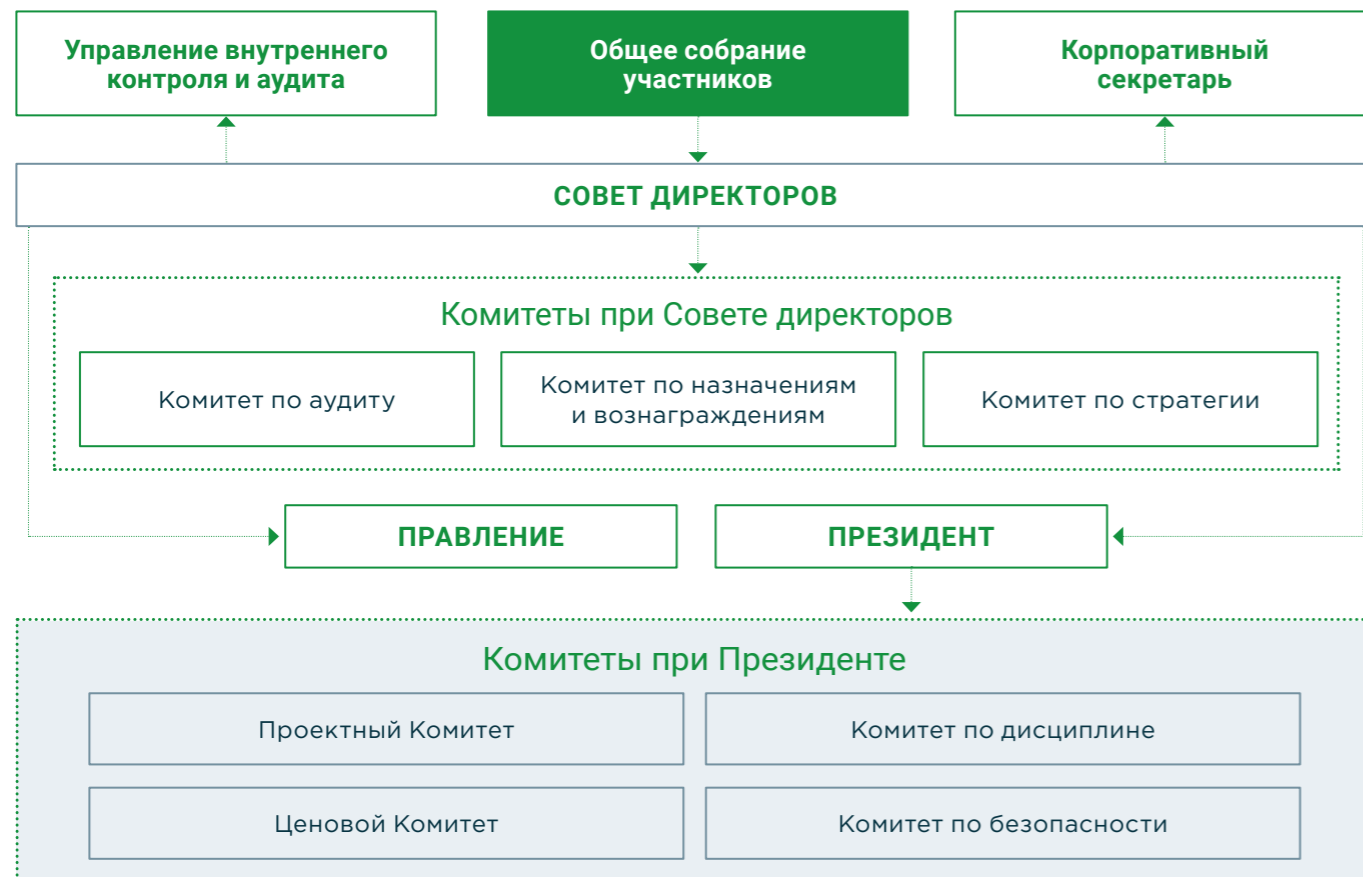 Управление внутреннего
контроля и аудита
Общее собрание
участников
Корпоративный
секретарь
СОВЕТ ДИРЕКТОРОВ
Комитеты при Совете директоров
Комитет по аудиту
Комитет по назначениям
и вознаграждениям
Комитет по стратегии
ПРАВЛЕНИЕ
ПРЕЗИДЕНТ
Комитеты при Президенте
Проектный Комитет
Комитет по дисциплине
Ценовой Комитет
Комитет по безопасности